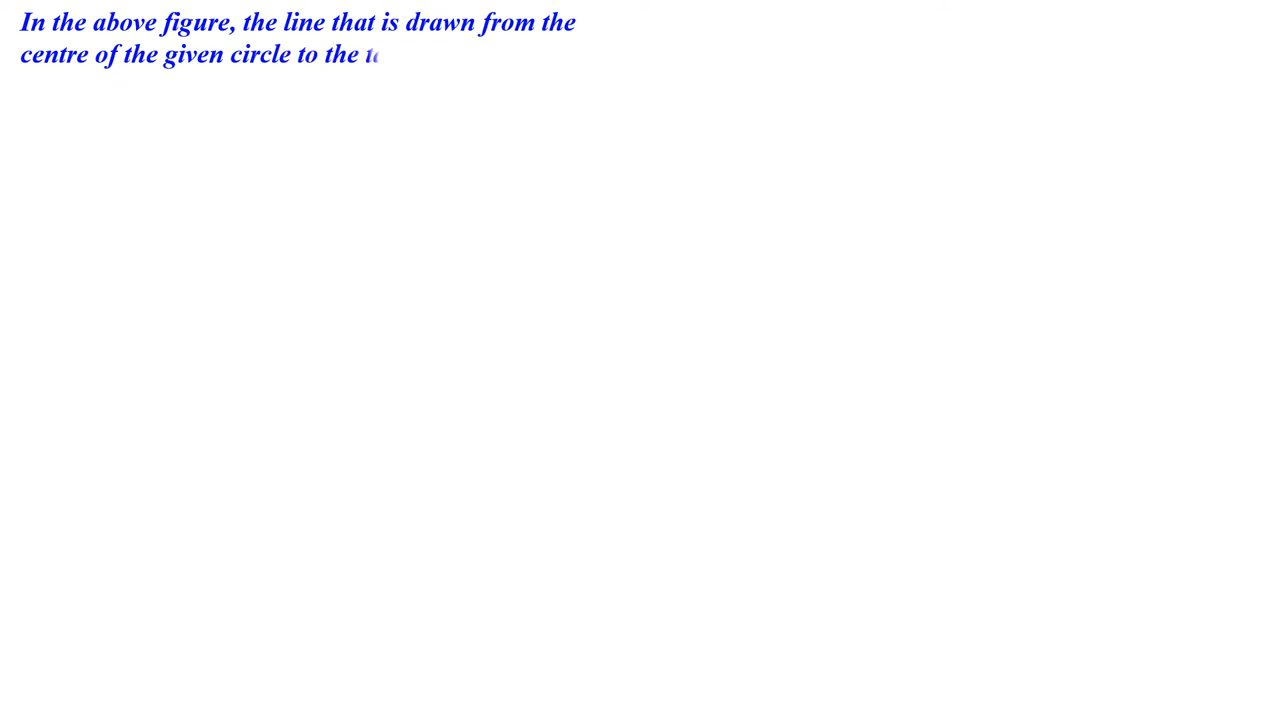 In the above figure, the line that is drawn from the
centre of the given circle to the